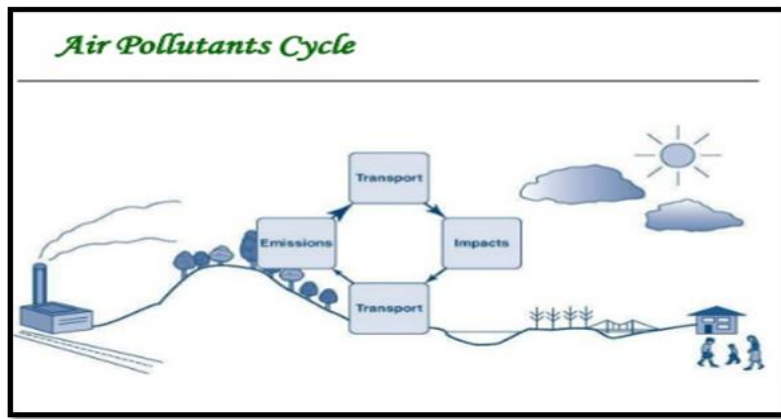 Air Pollutants Cycle
Transport
Emissions
Impacts
Transport